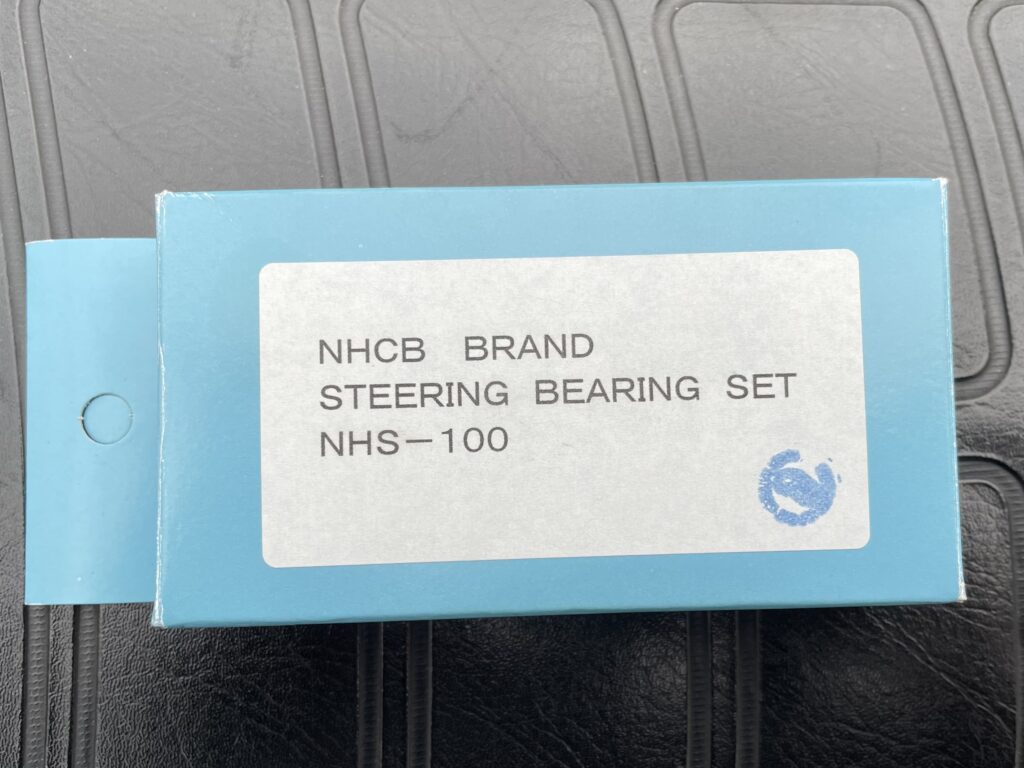 NHCB BRAND
STEERING BEARING SET
NHS-100